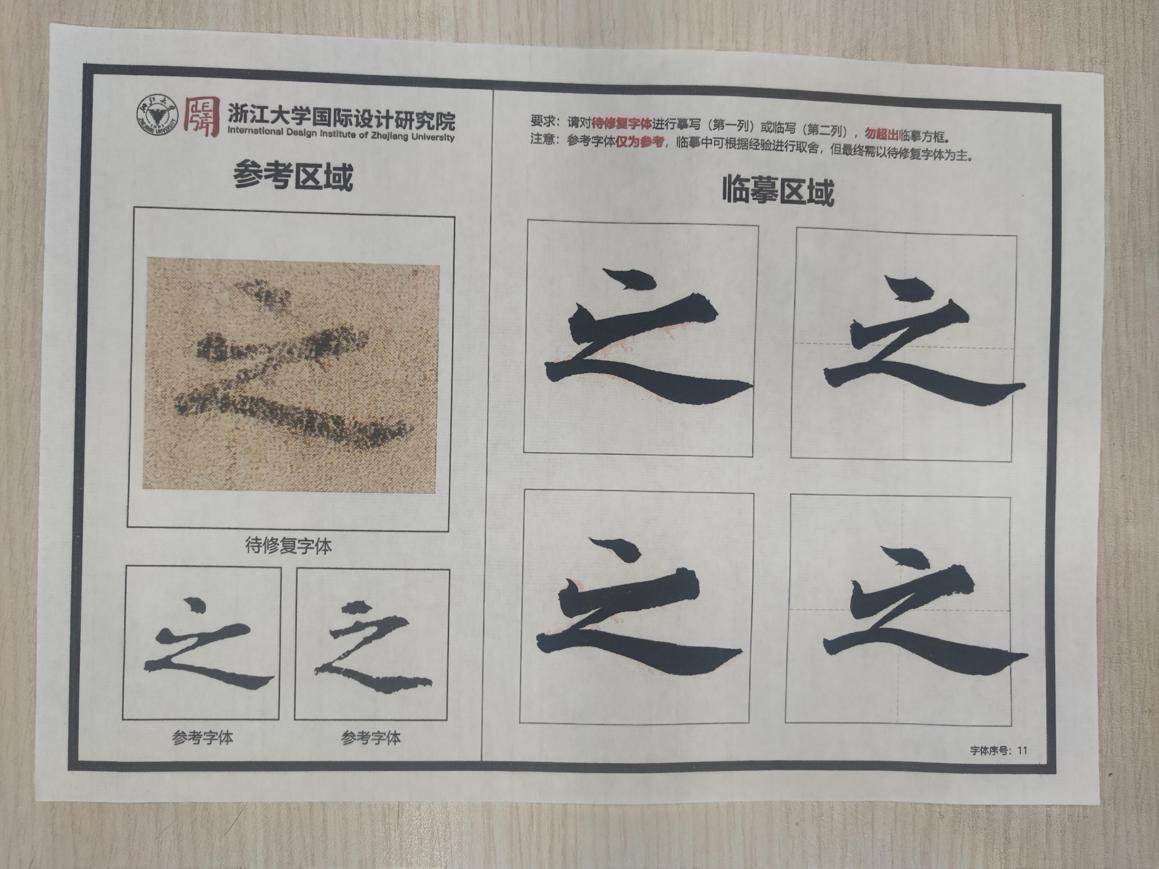 浙江大学国际设计研究院
International Design Institute of Zhejiang University
参考区域
之
待修复字体
之 之
参考字体 参考字体
要求：请对待修复字体进行摹写（第一列）或临写（第二列），勿超出临摹方框。
注意：参考字体仅为参考，临摹中可根据经验进行取舍，但最终需以待修复字体为主。
临摹区域
之 之
之 之
字体序号：11